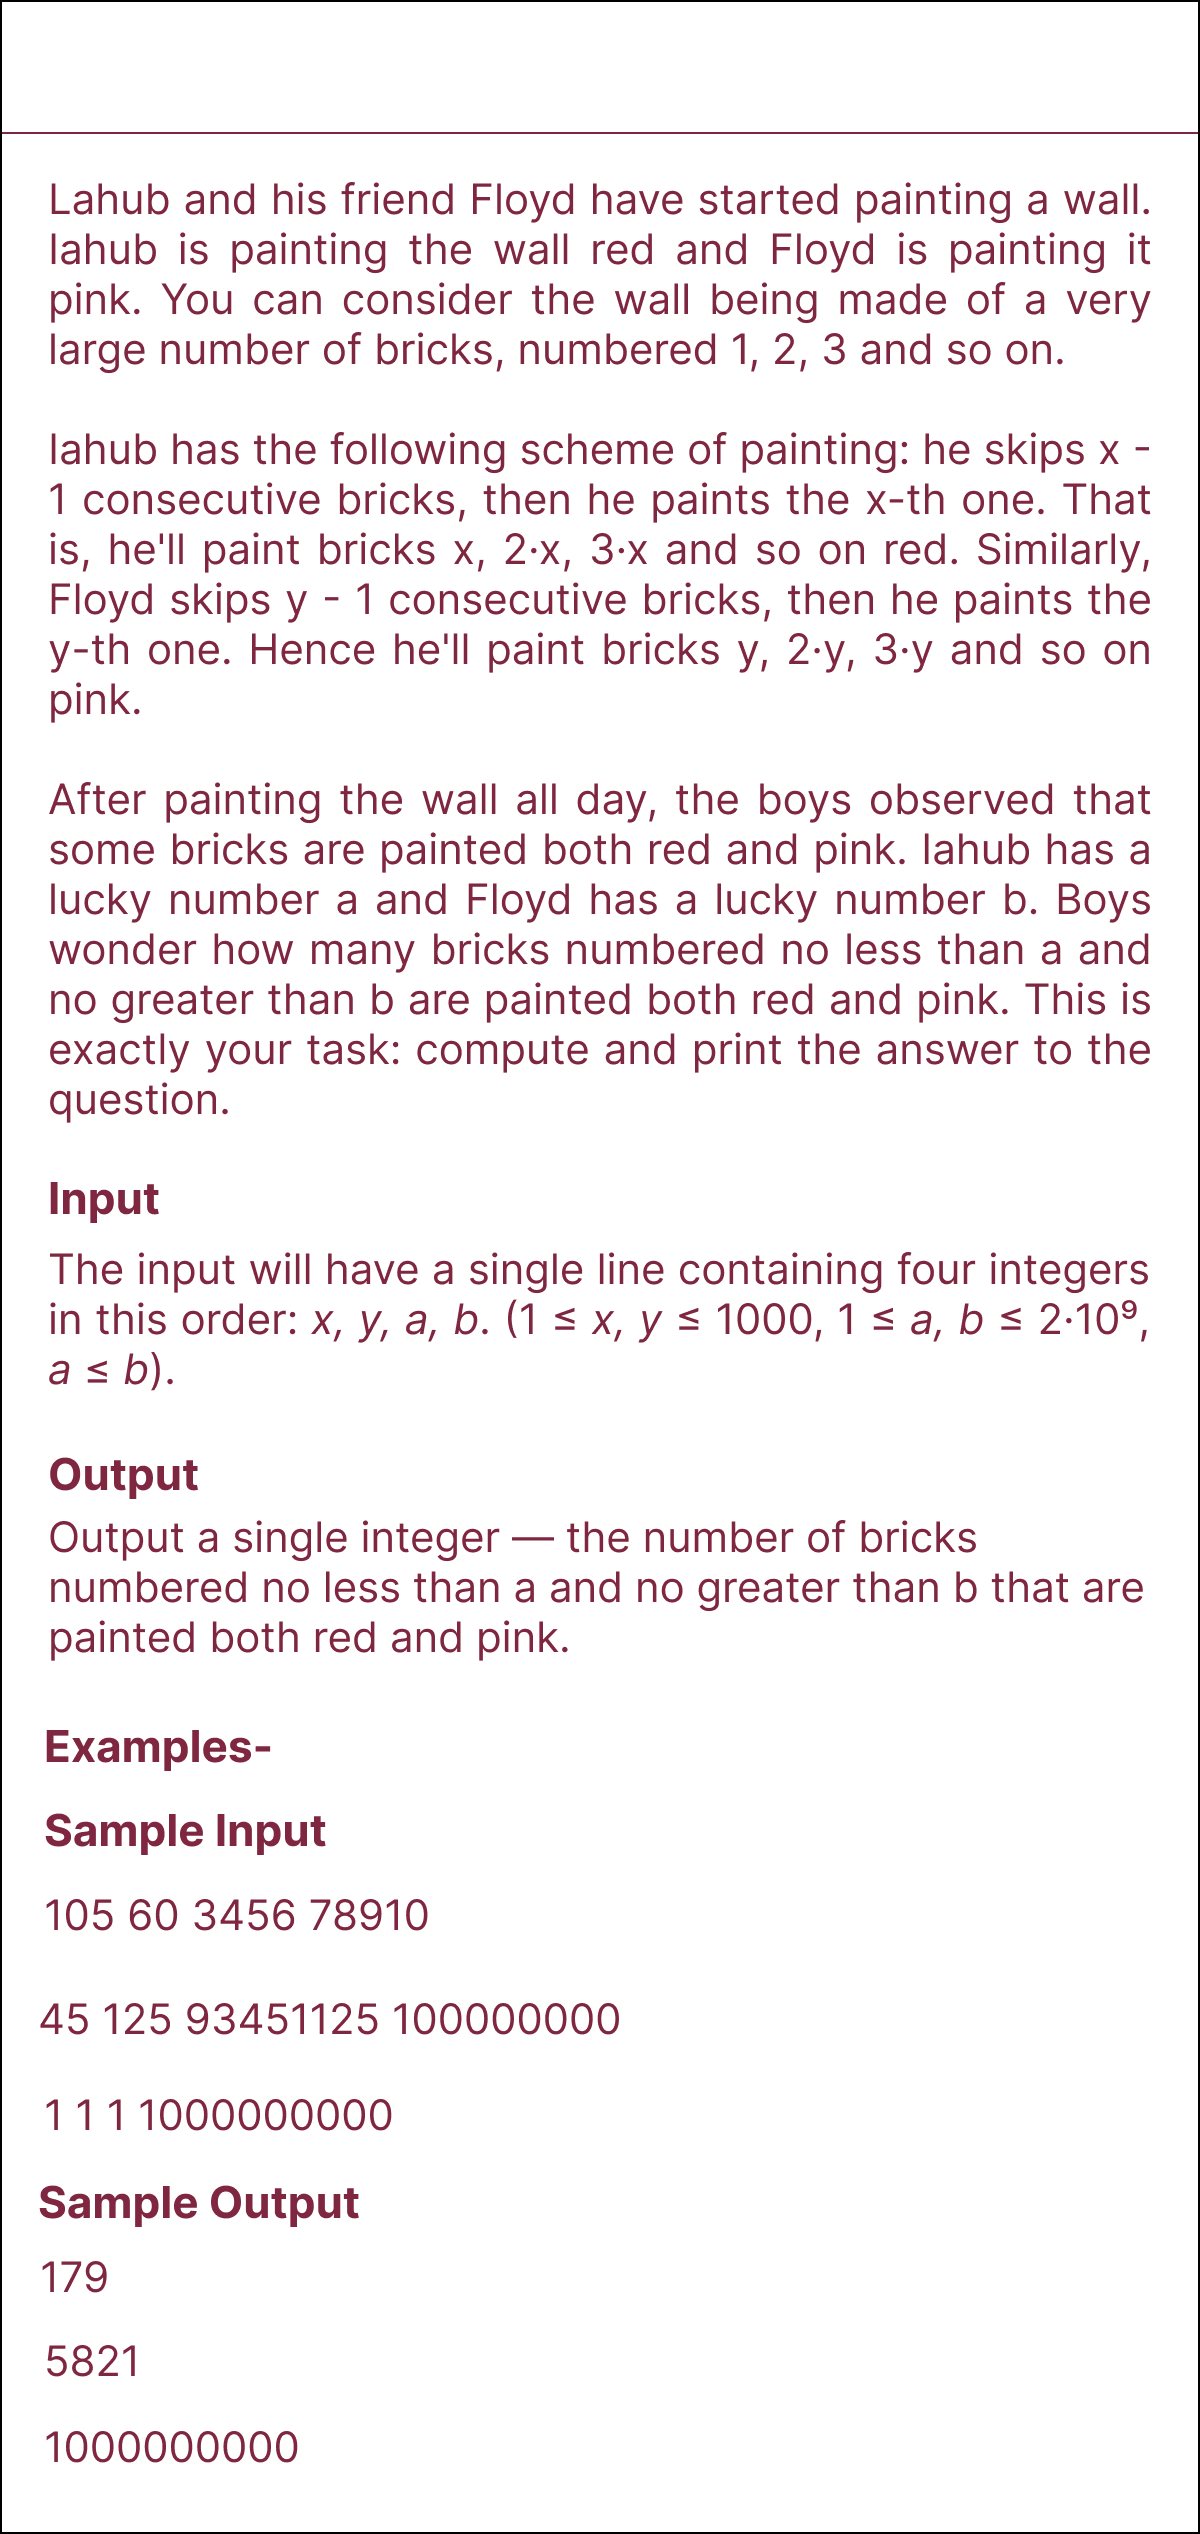 Lahub and his friend Floyd have started painting a wall.
Iahub is painting the wall red and Floyd is painting it
pink. You can consider the wall being made of a very
large number of bricks, numbered 1, 2, 3 and so on.
Iahub has the following scheme of painting: he skips x -
1 consecutive bricks, then he paints the x-th one. That
is, he'll paint bricks x, 2·x, 3·x and so on red. Similarly,
Floyd skips y - 1 consecutive bricks, then he paints the
y-th one. Hence he'll paint bricks y, 2·y, 3·y and so on
pink.
After painting the wall all day, the boys observed that
some bricks are painted both red and pink. Iahub has a
lucky number a and Floyd has a lucky number b. Boys
wonder how many bricks numbered no less than a and
no greater than b are painted both red and pink. This is
exactly your task: compute and print the answer to the
question.
Input
The input will have a single line containing four integers
in this order: x, y, a, b. (1 ≤ x, y ≤ 1000, 1 ≤ a, b ≤ 2·10⁹,
a ≤ b).
Output
Output a single integer — the number of bricks
numbered no less than a and no greater than b that are
painted both red and pink.
Examples-
Sample Input
105 60 3456 78910
45 125 93451125 100000000
1 1 1 1000000000
Sample Output
179
5821
1000000000